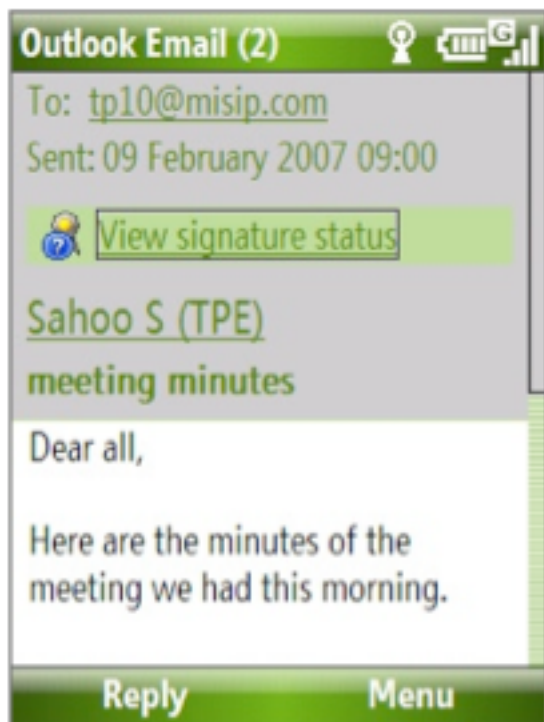 Outlook Email (2)
G
To: tp10@misip.com
Sent: 09 February 2007 09:00
View signature status
Sahoo S (TPE)
meeting minutes
Dear all,
Here are the minutes of the
meeting we had this morning.
Reply Menu